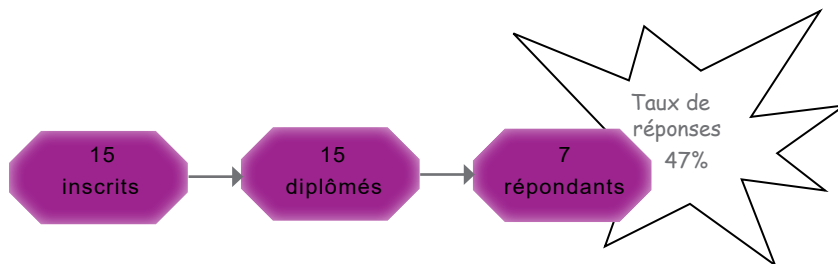 15
inscrits
15
diplômés
7
répondants
Taux de
réponses
47%